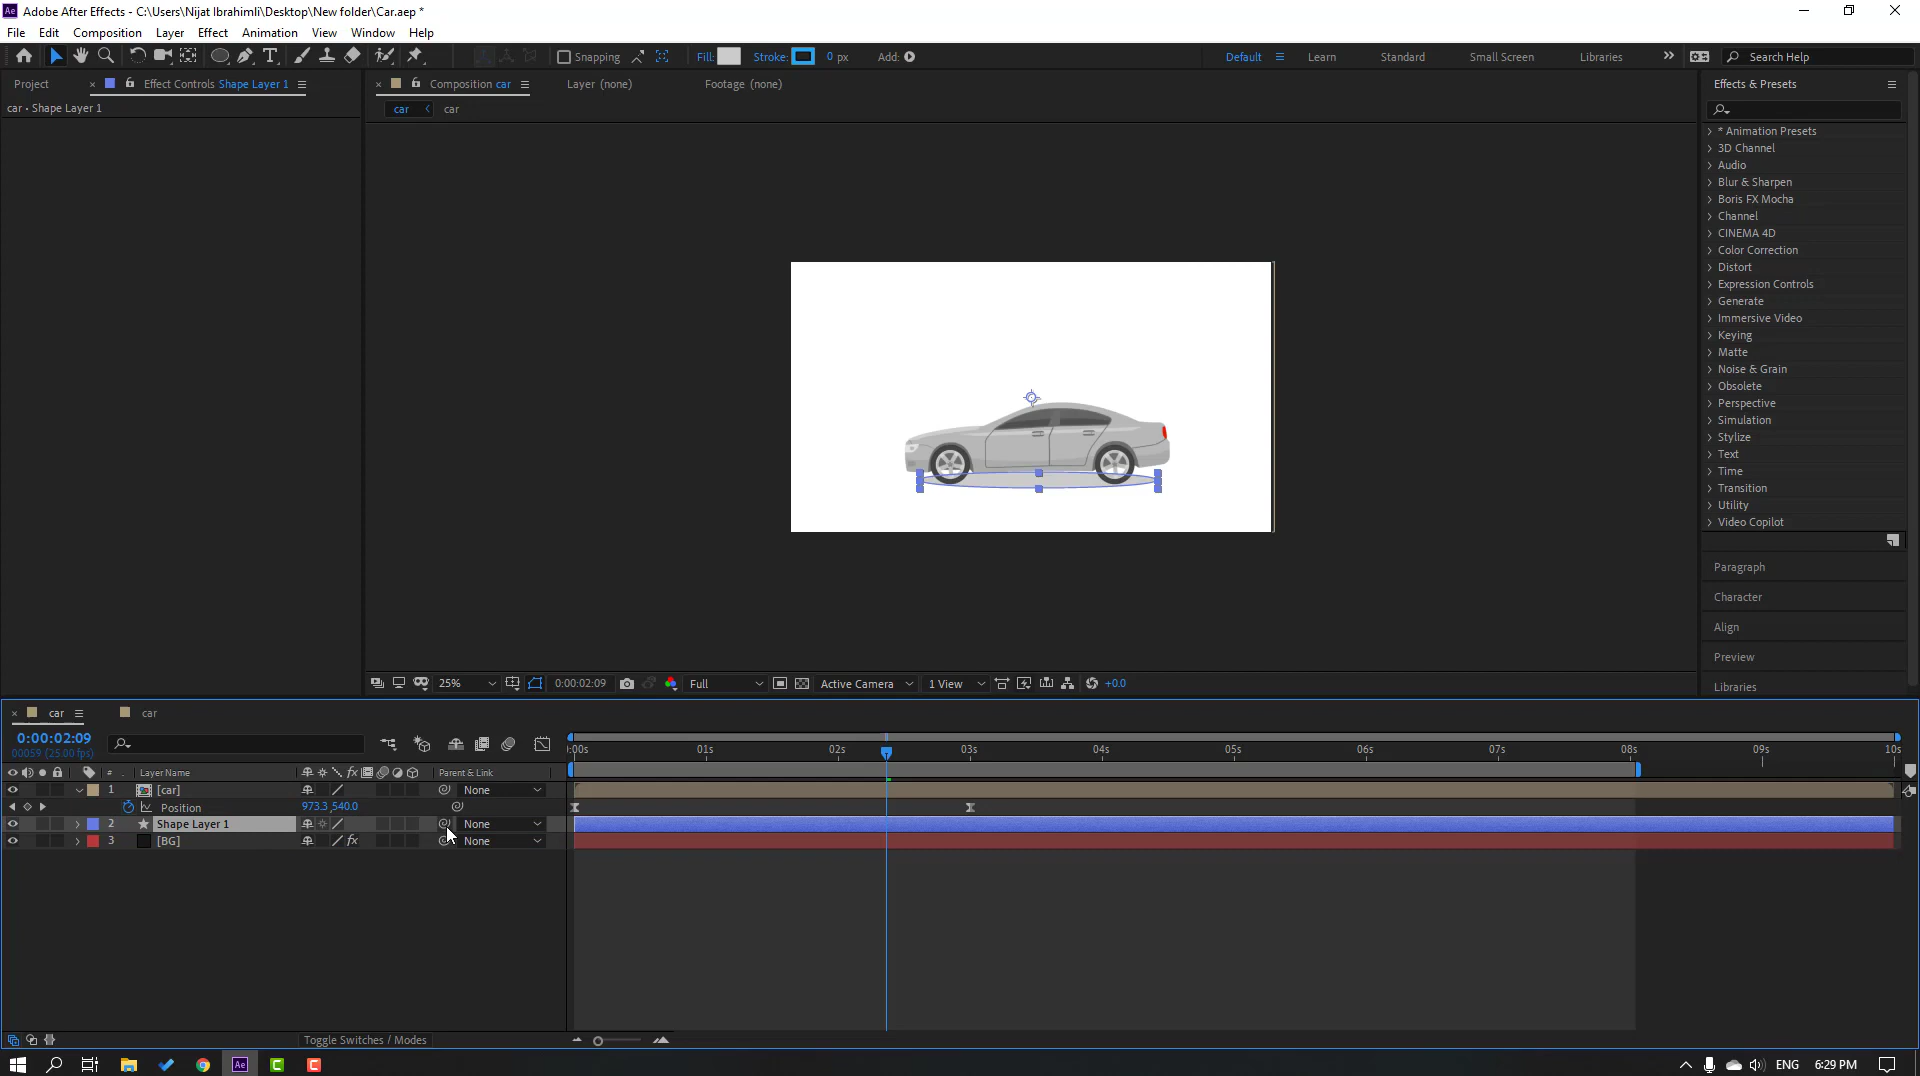 Adobe After Effects - C:\Users\Nijat Ibrahimli\Desktop\New folder\Car.aep *
File Edit Composition Layer Effect Animation View Window Help
Snapping Fill: Stroke: 0 px Add: Default Learn Standard Small Screen Libraries Search Help
Project Effect Controls Shape Layer 1 Composition car Layer (none) Footage (none) Effects & Presets
car • Shape Layer 1
car car
* Animation Presets
3D Channel
Audio
Blur & Sharpen
Boris FX Mocha
Channel
CINEMA 4D
Color Correction
Distort
Expression Controls
Generate
Immersive Video
Keying
Matte
Noise & Grain
Obsolete
Perspective
Simulation
Stylize
Text
Time
Transition
Utility
Video Copilot
Paragraph
Character
Align
Preview
Libraries
25% 0:00:02:09 Full Active Camera 1 View +0.0
car car
0:00:02:09
00059 (25.00 fps)
:00s 01s 02s 03s 04s 05s 06s 07s 08s 09s 10s
# Layer Name fx Parent & Link
1 [car] None
Position 973.3,540.0
2 Shape Layer 1 None
3 [BG] fx None
Toggle Switches / Modes
Ae ENG 6:29 PM